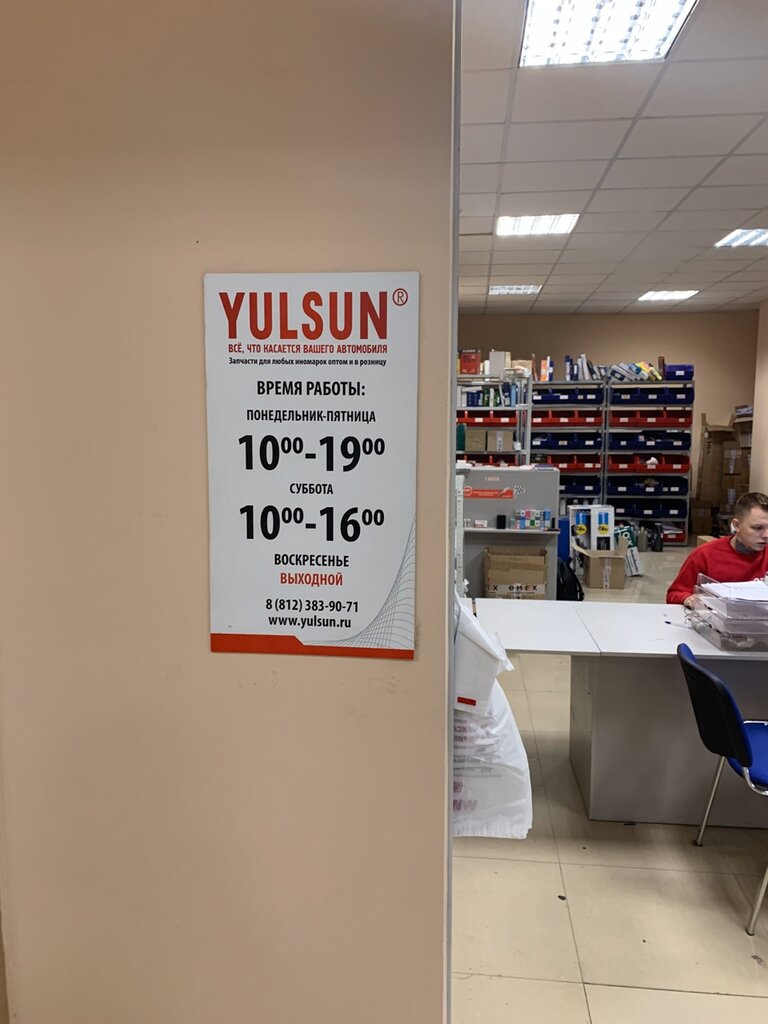 YULSUN®
ВСЁ, ЧТО КАСАЕТСЯ ВАШЕГО АВТОМОБИЛЯ
Запчасти для любых иномарок оптом и в розницу
ВРЕМЯ РАБОТЫ:
ПОНЕДЕЛЬНИК-ПЯТНИЦА
10⁰⁰-19⁰⁰
СУББОТА
10⁰⁰-16⁰⁰
ВОСКРЕСЕНЬЕ
ВЫХОДНОЙ
8 (812) 383-90-71
www.yulsun.ru